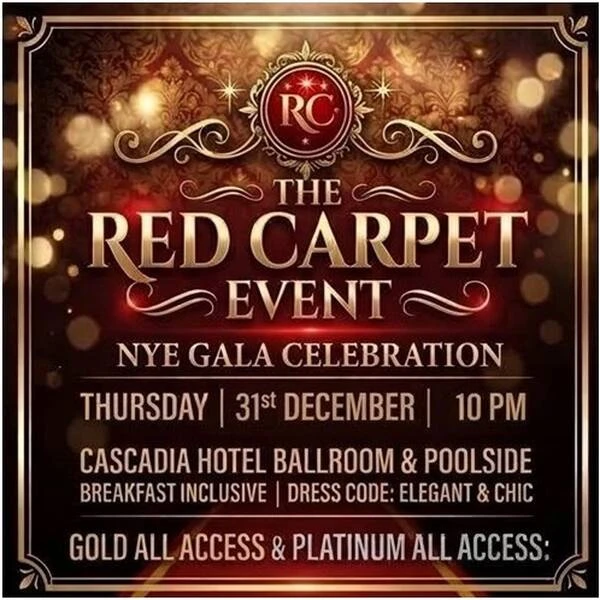 RC
THE
RED CARPET
EVENT
NYE GALA CELEBRATION
THURSDAY | 31st DECEMBER | 10 PM
CASCADIA HOTEL BALLROOM & POOLSIDE
BREAKFAST INCLUSIVE | DRESS CODE: ELEGANT & CHIC
GOLD ALL ACCESS & PLATINUM ALL ACCESS: